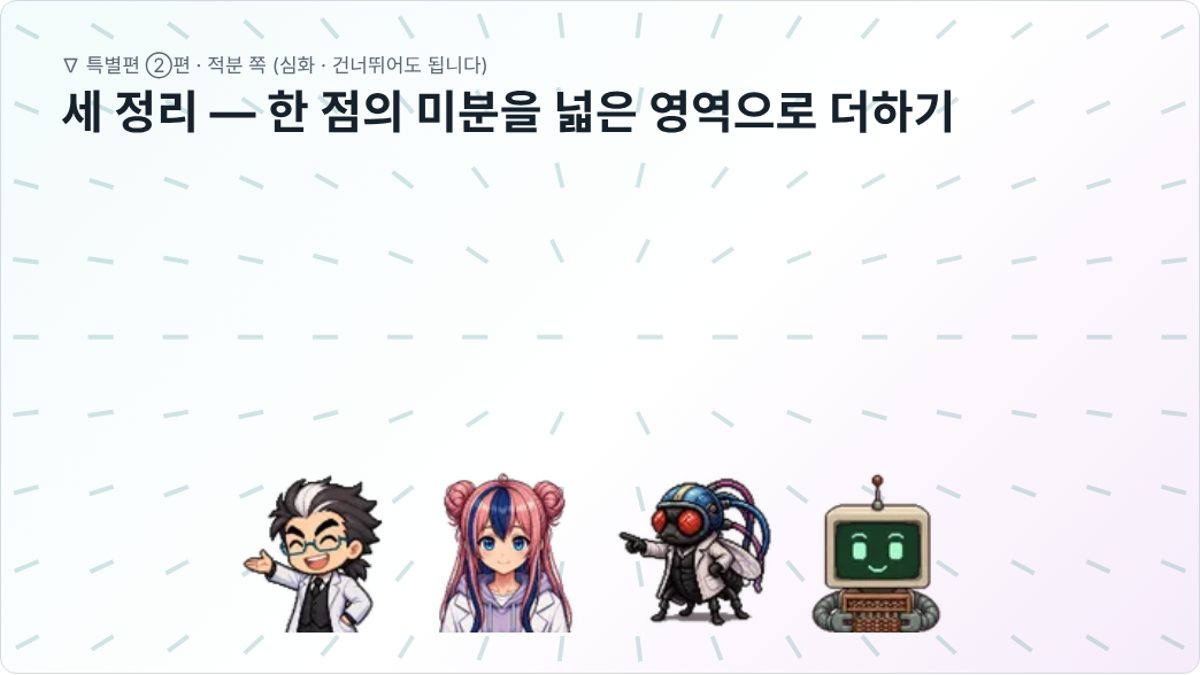 ∇ 특별편 ②편 · 적분 쪽 (심화 · 건너뛰어도 됩니다)
세 정리 — 한 점의 미분을 넓은 영역으로 더하기